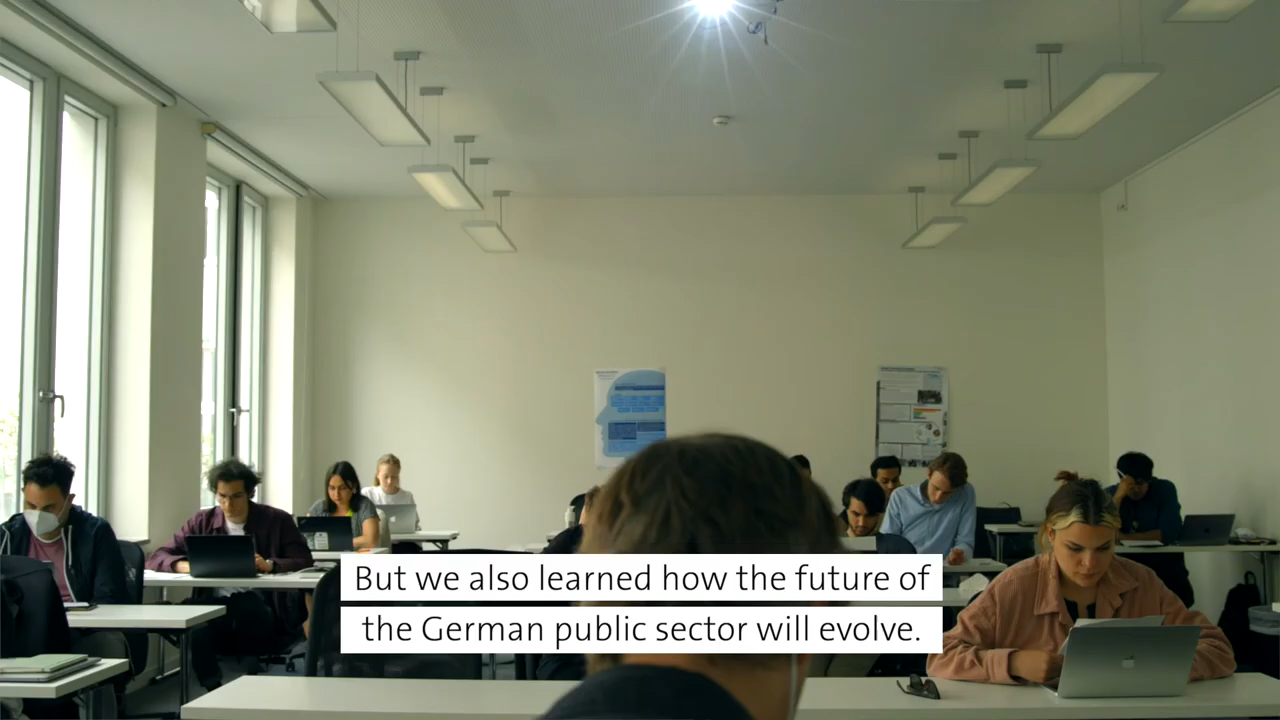 But we also learned how the future of
the German public sector will evolve.